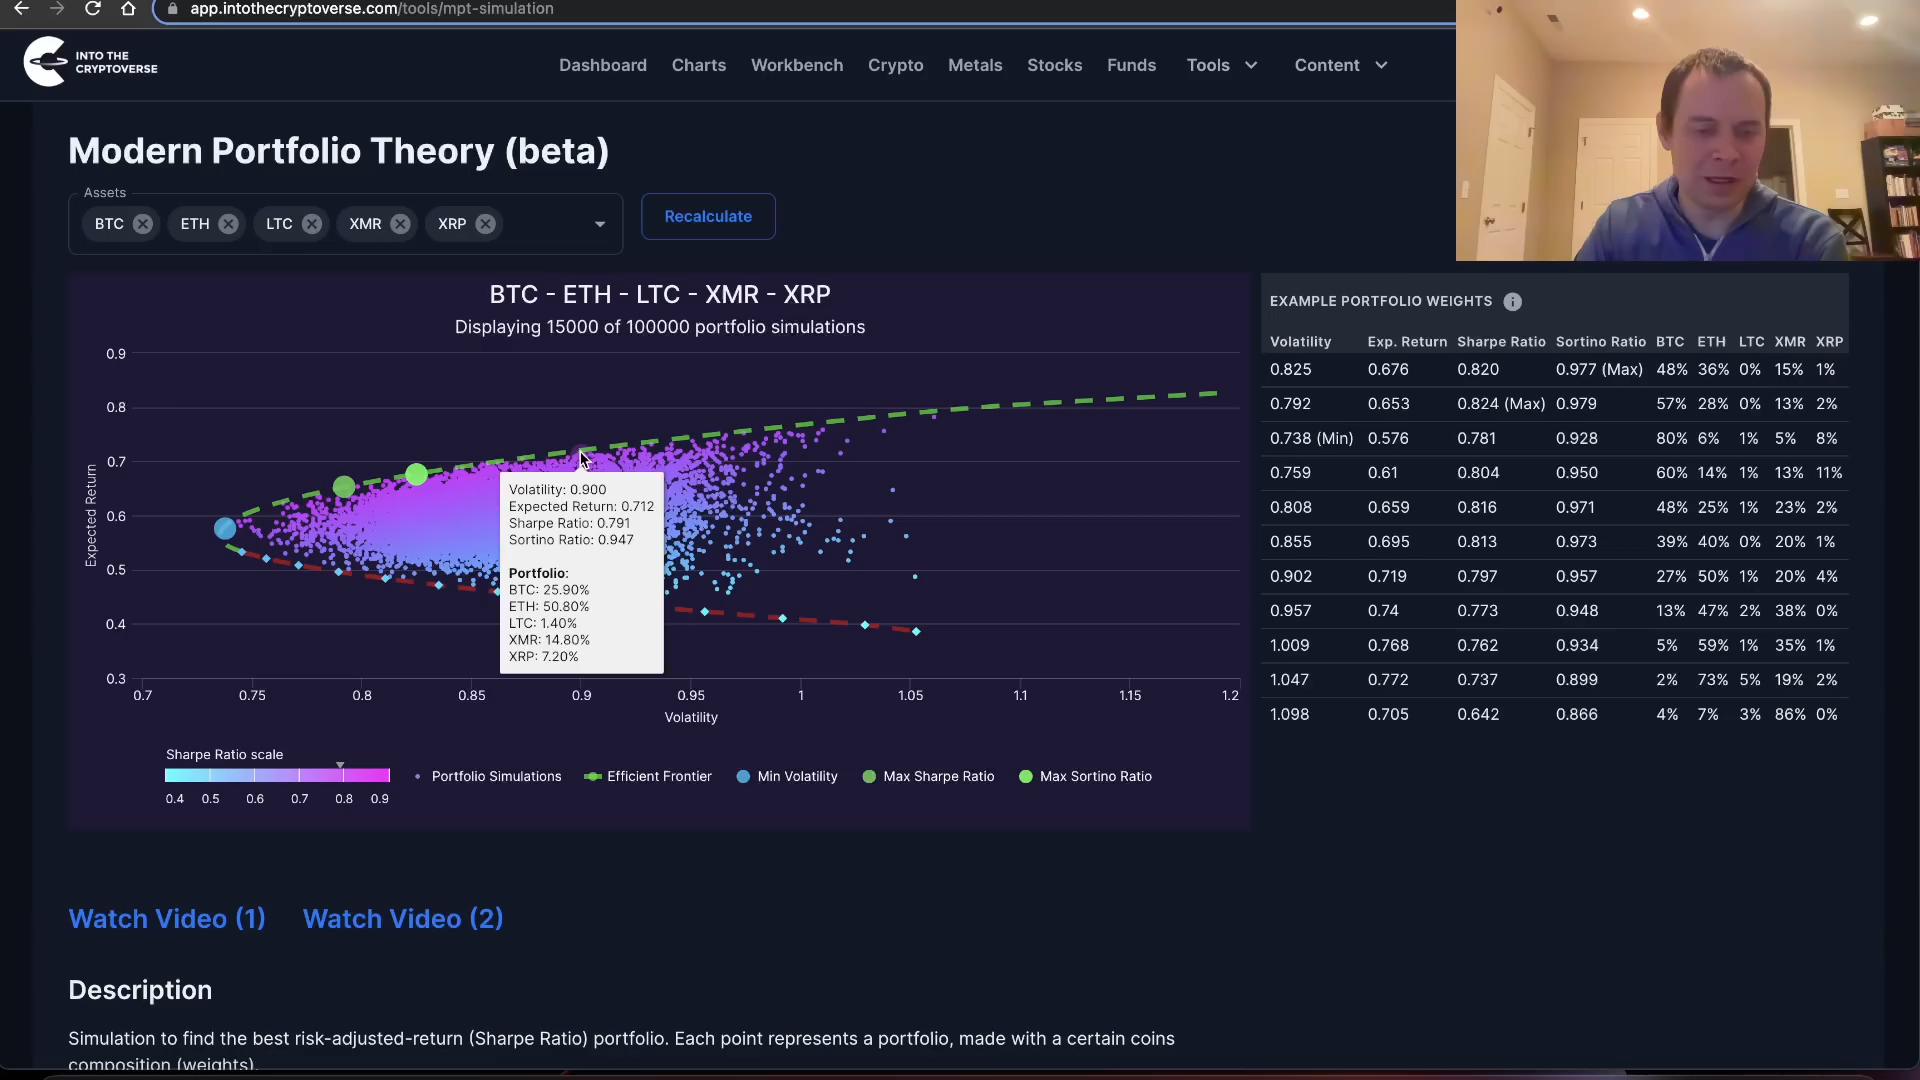 app.intothecryptoverse.com/tools/mpt-simulation
INTO THE
CRYPTOVERSE
Dashboard Charts Workbench Crypto Metals Stocks Funds Tools Content
Modern Portfolio Theory (beta)
Assets
BTC ETH LTC XMR XRP
Recalculate
BTC - ETH - LTC - XMR - XRP
Displaying 15000 of 100000 portfolio simulations
Expected Return
0.9
0.8
0.7
0.6
0.5
0.4
0.3
0.7 0.75 0.8 0.85 0.9 0.95 1 1.05 1.1 1.15 1.2
Volatility
Volatility: 0.900
Expected Return: 0.712
Sharpe Ratio: 0.791
Sortino Ratio: 0.947
Portfolio:
BTC: 25.90%
ETH: 50.80%
LTC: 1.40%
XMR: 14.80%
XRP: 7.20%
Sharpe Ratio scale
0.4 0.5 0.6 0.7 0.8 0.9
Portfolio Simulations Efficient Frontier Min Volatility Max Sharpe Ratio Max Sortino Ratio
EXAMPLE PORTFOLIO WEIGHTS i
Volatility Exp. Return Sharpe Ratio Sortino Ratio BTC ETH LTC XMR XRP
0.825 0.676 0.820 0.977 (Max) 48% 36% 0% 15% 1%
0.792 0.653 0.824 (Max) 0.979 57% 28% 0% 13% 2%
0.738 (Min) 0.576 0.781 0.928 80% 6% 1% 5% 8%
0.759 0.61 0.804 0.950 60% 14% 1% 13% 11%
0.808 0.659 0.816 0.971 48% 25% 1% 23% 2%
0.855 0.695 0.813 0.973 39% 40% 0% 20% 1%
0.902 0.719 0.797 0.957 27% 50% 1% 20% 4%
0.957 0.74 0.773 0.948 13% 47% 2% 38% 0%
1.009 0.768 0.762 0.934 5% 59% 1% 35% 1%
1.047 0.772 0.737 0.899 2% 73% 5% 19% 2%
1.098 0.705 0.642 0.866 4% 7% 3% 86% 0%
Watch Video (1) Watch Video (2)
Description
Simulation to find the best risk-adjusted-return (Sharpe Ratio) portfolio. Each point represents a portfolio, made with a certain coins
composition (weights).